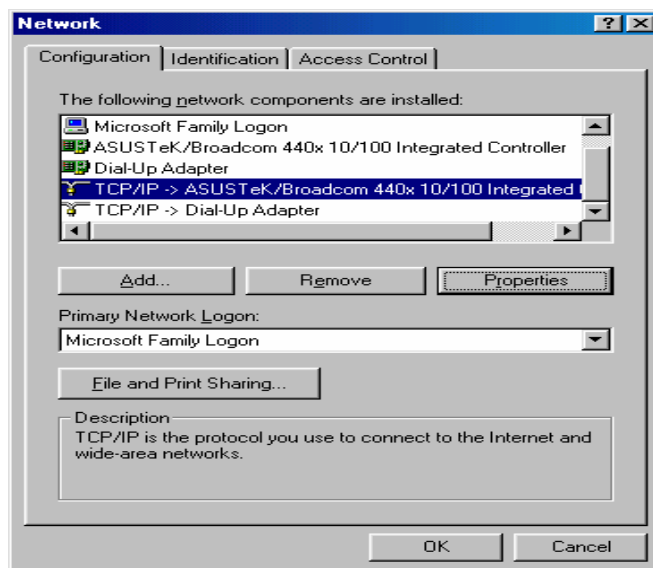 Network
Configuration Identification Access Control
The following network components are installed:
Microsoft Family Logon
ASUSTeK/Broadcom 440x 10/100 Integrated Controller
Dial-Up Adapter
TCP/IP -> ASUSTeK/Broadcom 440x 10/100 Integrated
TCP/IP -> Dial-Up Adapter
Add... Remove Properties
Primary Network Logon:
Microsoft Family Logon
File and Print Sharing...
Description
TCP/IP is the protocol you use to connect to the Internet and
wide-area networks.
OK Cancel